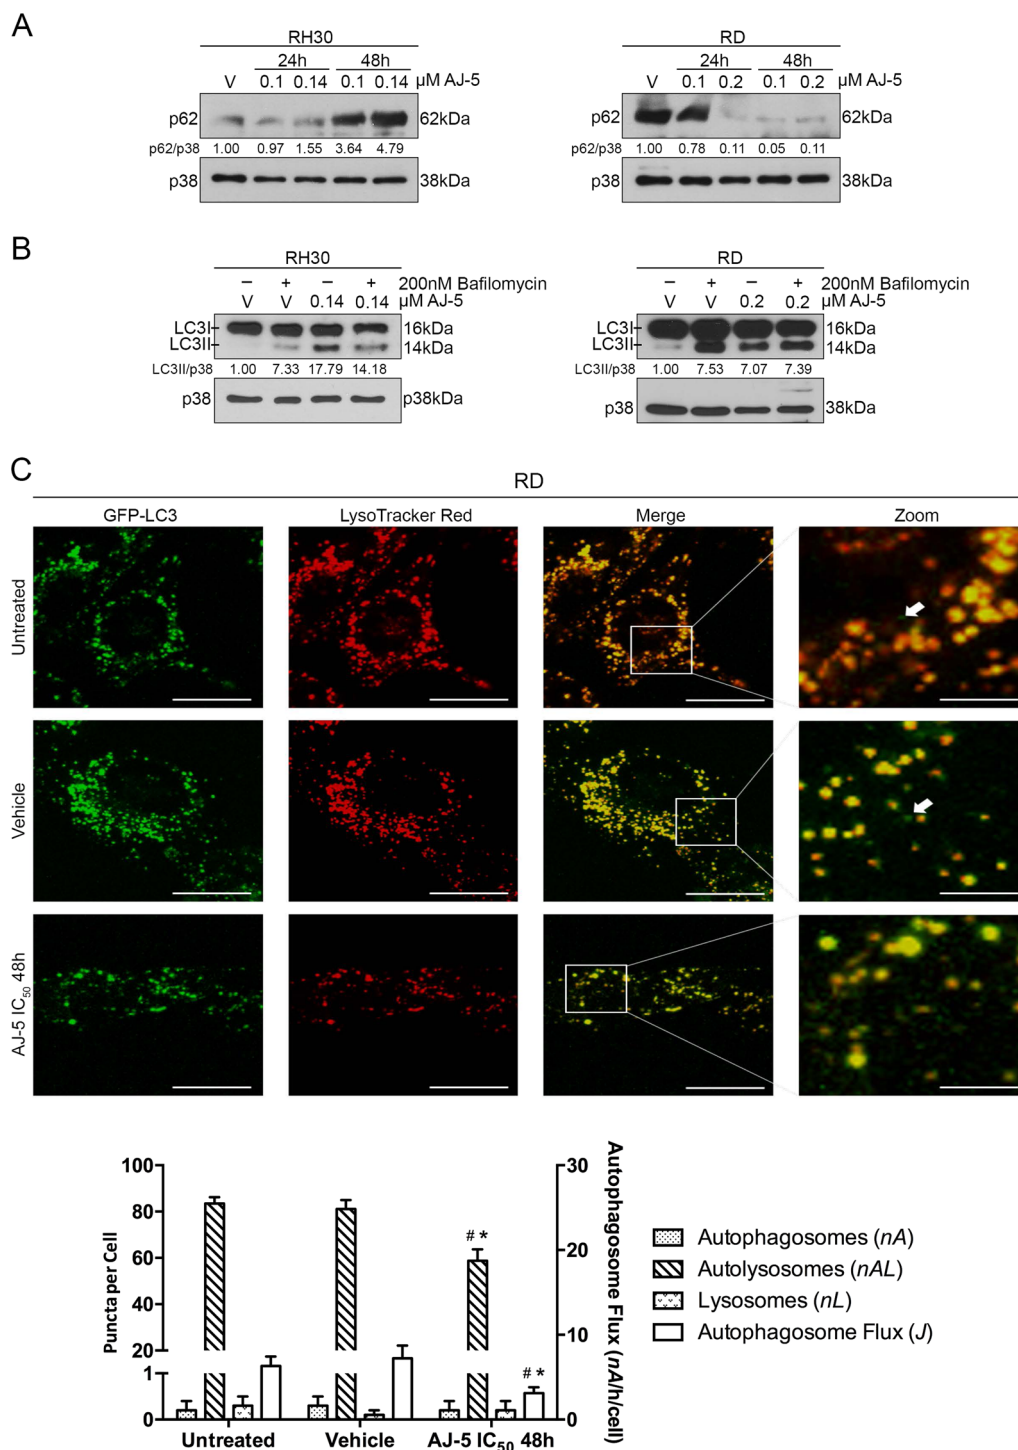 A
RH30
24h 48h
V 0.1 0.14 0.1 0.14 µM AJ-5
p62 62kDa
p62/p38 1.00 0.97 1.55 3.64 4.79
p38 38kDa
RD
24h 48h
V 0.1 0.2 0.1 0.2 µM AJ-5
p62 62kDa
p62/p38 1.00 0.78 0.11 0.05 0.11
p38 38kDa
B
RH30
– + – + 200nM Bafilomycin
V V 0.14 0.14 µM AJ-5
LC3I 16kDa
LC3II 14kDa
LC3II/p38 1.00 7.33 17.79 14.18
p38 p38kDa
RD
– + – + 200nM Bafilomycin
V V 0.2 0.2 µM AJ-5
LC3I 16kDa
LC3II 14kDa
LC3II/p38 1.00 7.53 7.07 7.39
p38 38kDa
C
RD
GFP-LC3 LysoTracker Red Merge Zoom
Untreated
Vehicle
AJ-5 IC50 48h
Puncta per Cell
100
80
60
40
20
1
0
# *
# *
30
20
10
0
Autophagosome Flux (nA/h/cell)
Untreated Vehicle AJ-5 IC50 48h
Autophagosomes (nA)
Autolysosomes (nAL)
Lysosomes (nL)
Autophagosome Flux (J)